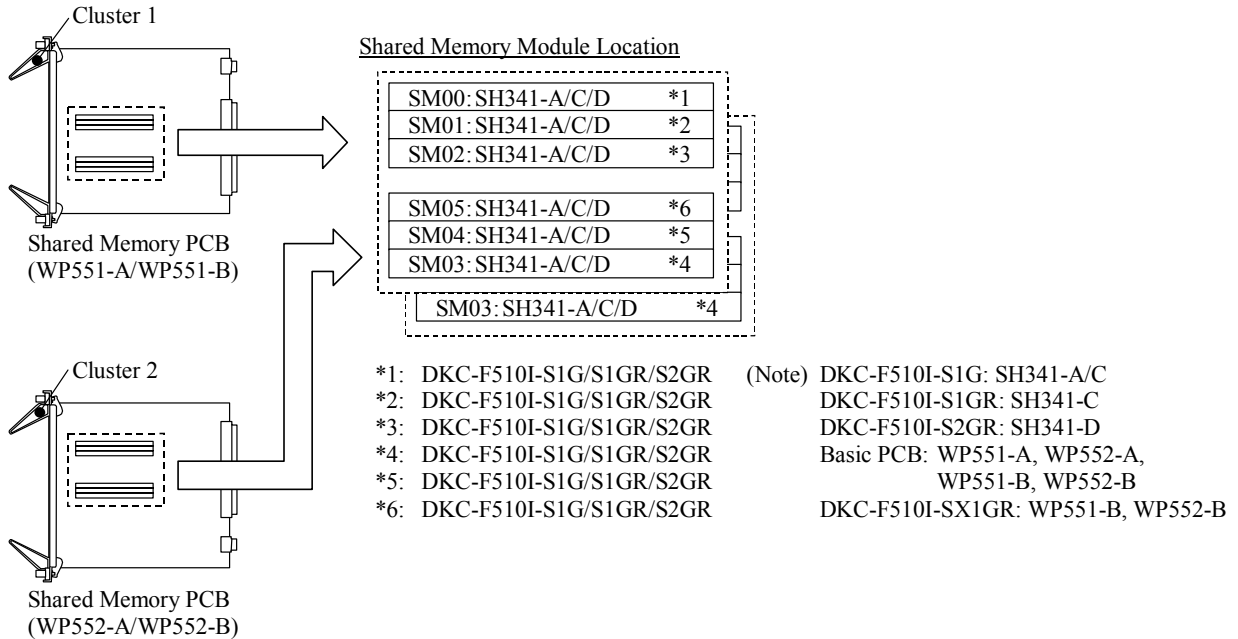 Cluster 1
Shared Memory PCB
(WP551-A/WP551-B)
Cluster 2
Shared Memory PCB
(WP552-A/WP552-B)
Shared Memory Module Location
SM00:SH341-A/C/D *1
SM01:SH341-A/C/D *2
SM02:SH341-A/C/D *3
SM05:SH341-A/C/D *6
SM04:SH341-A/C/D *5
SM03:SH341-A/C/D *4
SM03:SH341-A/C/D *4
*1: DKC-F510I-S1G/S1GR/S2GR
*2: DKC-F510I-S1G/S1GR/S2GR
*3: DKC-F510I-S1G/S1GR/S2GR
*4: DKC-F510I-S1G/S1GR/S2GR
*5: DKC-F510I-S1G/S1GR/S2GR
*6: DKC-F510I-S1G/S1GR/S2GR
(Note) DKC-F510I-S1G: SH341-A/C
DKC-F510I-S1GR: SH341-C
DKC-F510I-S2GR: SH341-D
Basic PCB: WP551-A, WP552-A,
WP551-B, WP552-B
DKC-F510I-SX1GR: WP551-B, WP552-B